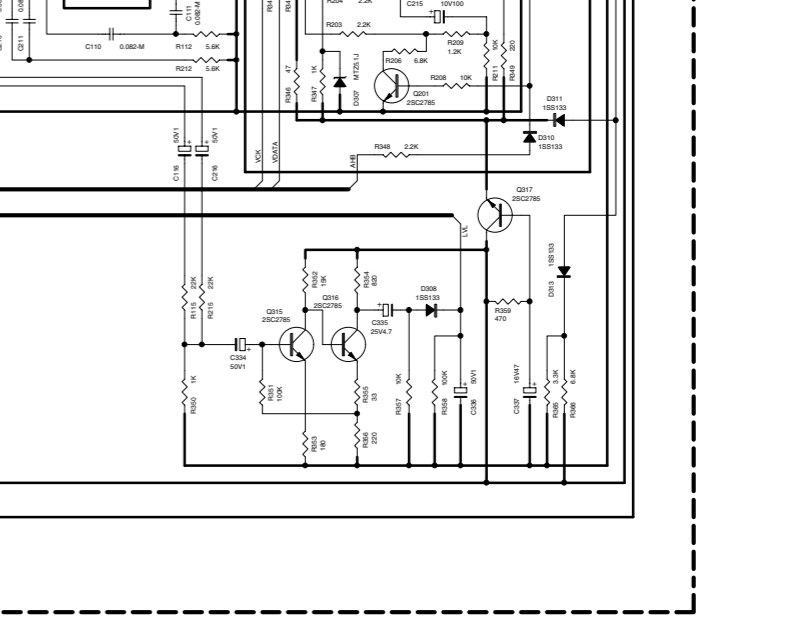 R204
2.2K
C215
10V100
C111
0.082-M
R203
2.2K
R209
1.2K
C211
C110
0.082-M
R112
5.6K
R212
5.6K
R206
6.8K
R346
47
R347
1K
MTZ5.1J
D307
Q201
2SC2785
R208
10K
R211
10K
R349
220
D311
1SS133
D310
1SS133
50V1
50V1
C116
C216
VCK
VDATA
AHB
R348
2.2K
Q317
2SC2785
LVL
1SS133
D313
R352
15K
R354
820
Q315
2SC2785
Q316
2SC2785
D308
1SS133
R115
22K
R215
22K
C335
25V4.7
R359
470
C334
50V1
R350
1K
R351
100K
R355
33
R357
10K
R358
100K
C336
50V1
C337
16V47
R365
3.3K
R366
6.8K
R353
180
R356
220